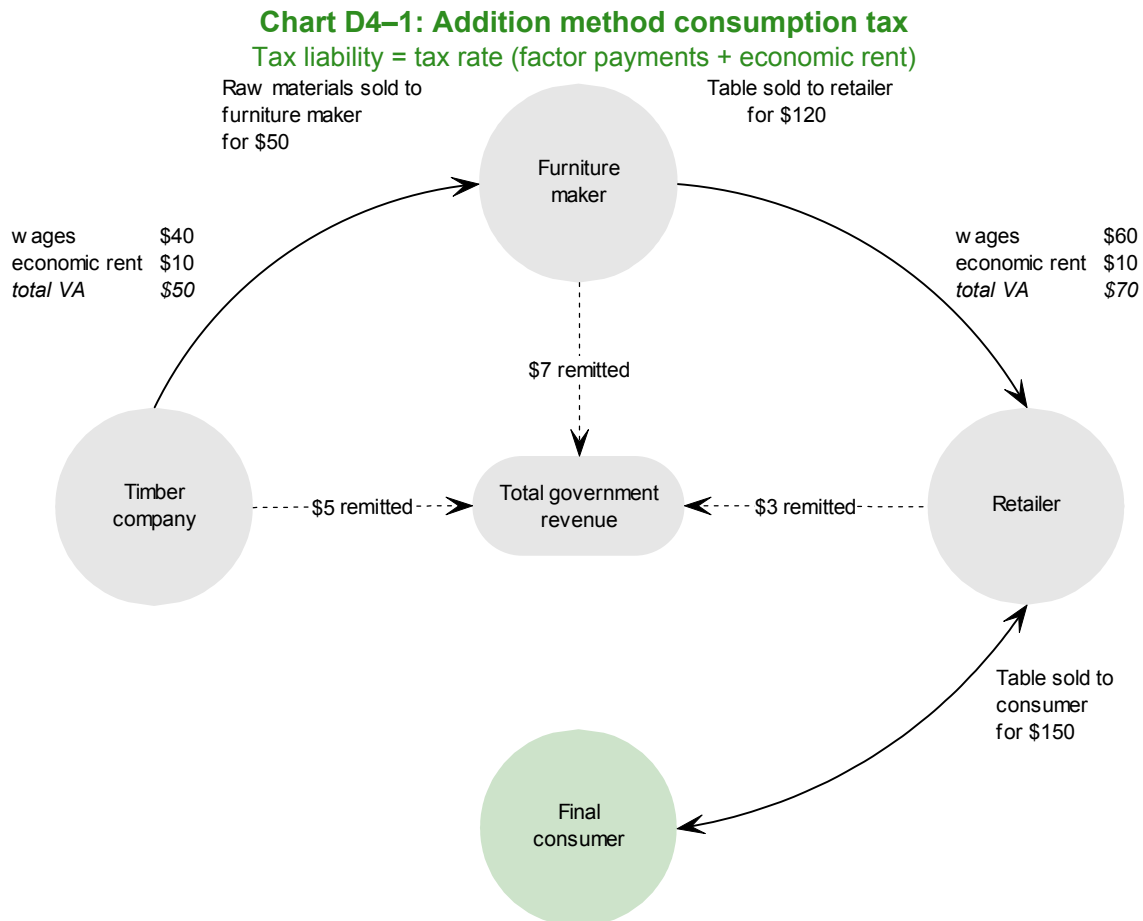 Chart D4–1: Addition method consumption tax
Tax liability = tax rate (factor payments + economic rent)
Raw materials sold to
furniture maker
for $50
Table sold to retailer
for $120
Furniture
maker
wages $40
economic rent $10
total VA $50
wages $60
economic rent $10
total VA $70
$7 remitted
Timber
company
$5 remitted
Total government
revenue
$3 remitted
Retailer
Table sold to
consumer
for $150
Final
consumer